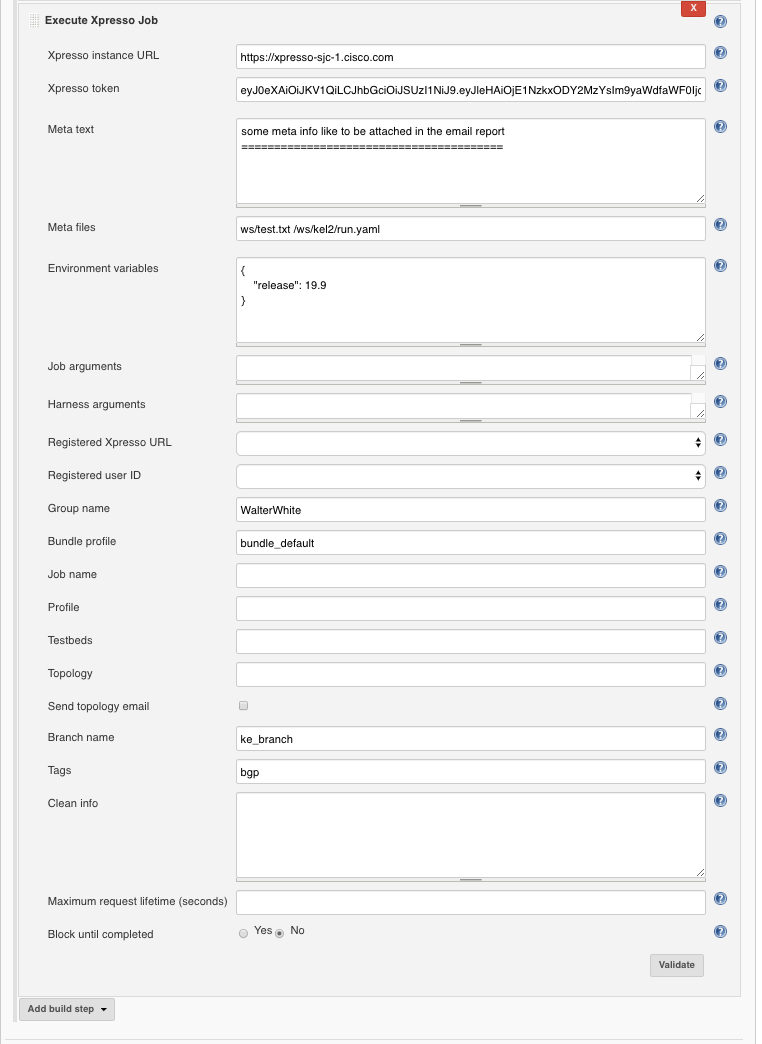 Execute Xpresso Job
X
Xpresso instance URL
https://xpresso-sjc-1.cisco.com
Xpresso token
eyJ0eXAiOiJKV1QiLCJhbGciOiJSUzI1NiJ9.eyJleHAiOjE1NzkxODY2MzYsIm9yaWdfaWF0Ijo
Meta text
some meta info like to be attached in the email report
========================================
Meta files
ws/test.txt /ws/kel2/run.yaml
Environment variables
{
"release": 19.9
}
Job arguments
Harness arguments
Registered Xpresso URL
Registered user ID
Group name
WalterWhite
Bundle profile
bundle_default
Job name
Profile
Testbeds
Topology
Send topology email
Branch name
ke_branch
Tags
bgp
Clean info
Maximum request lifetime (seconds)
Block until completed
Yes No
Validate
Add build step